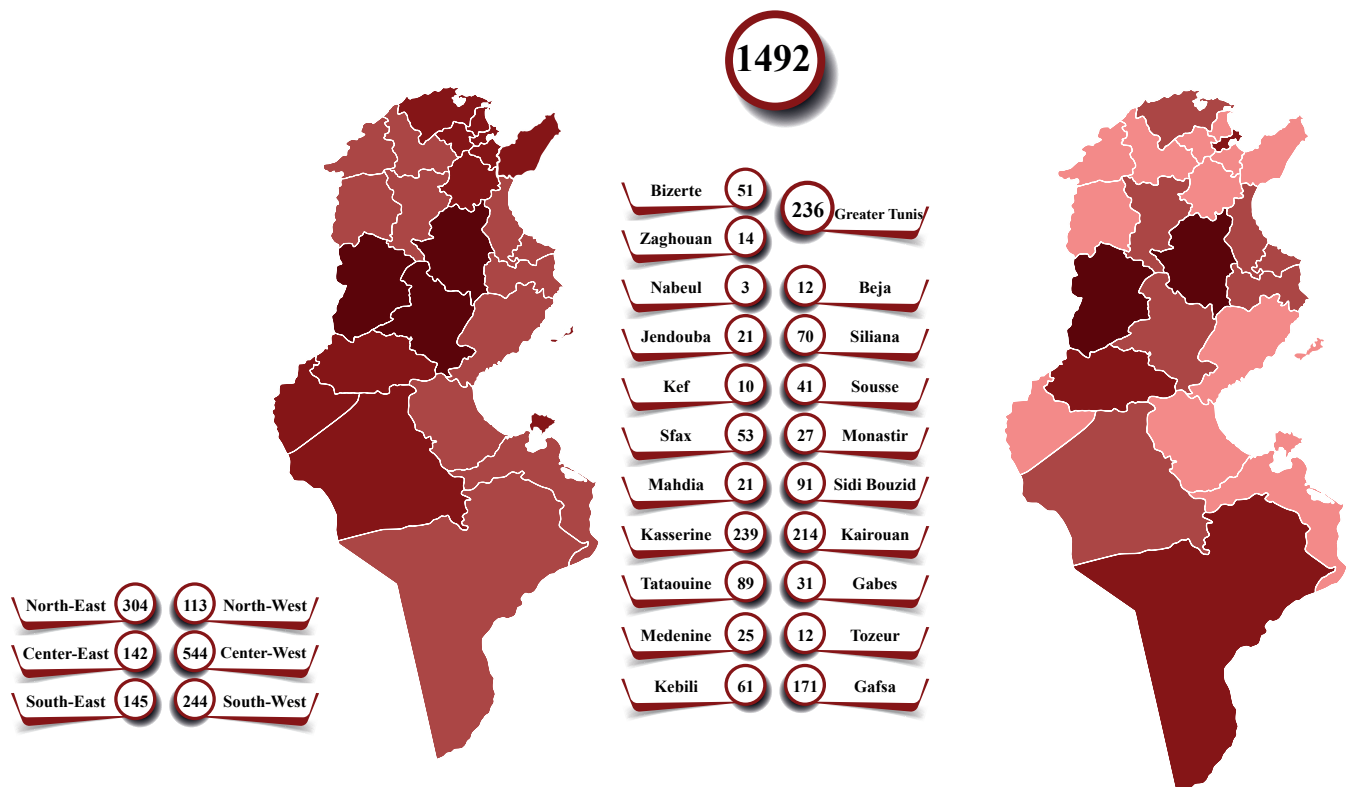 1492
Bizerte 51
236 Greater Tunis
Zaghouan 14
Nabeul 3 12 Beja
Jendouba 21 70 Siliana
Kef 10 41 Sousse
Sfax 53 27 Monastir
Mahdia 21 91 Sidi Bouzid
Kasserine 239 214 Kairouan
Tataouine 89 31 Gabes
Medenine 25 12 Tozeur
Kebili 61 171 Gafsa
North-East 304 113 North-West
Center-East 142 544 Center-West
South-East 145 244 South-West